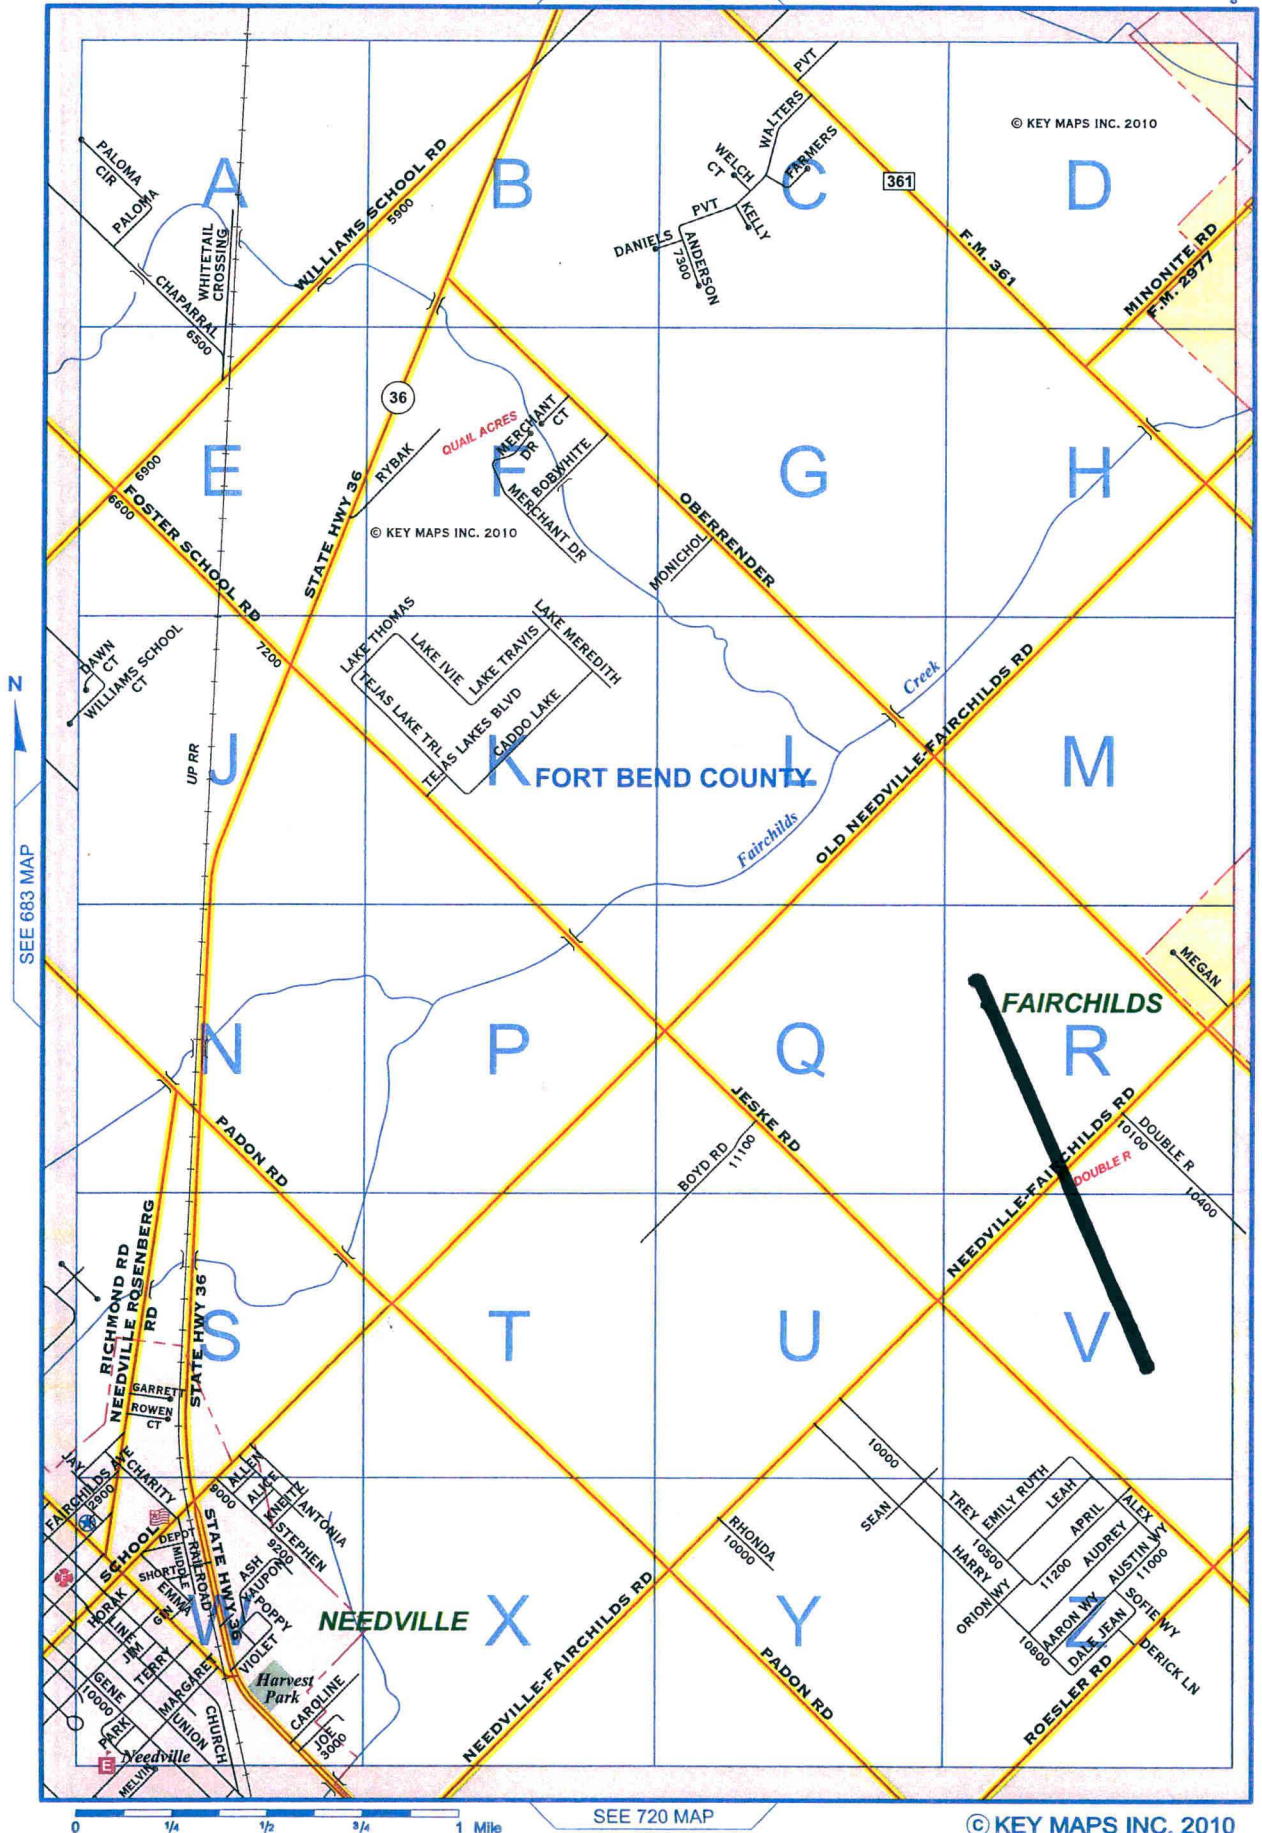 © KEY MAPS INC. 2010
PALOMA
CIR
PALOMA
A
B
C
D
WILLIAMS SCHOOL RD
5900
WHITETAIL
CROSSING
CHAPARRAL
6500
PVT
WALTERS
FARMERS
WELCH
CT
PVT
KELLY
DANIELS
ANDERSON
7300
361
F.M. 361
MINONITE RD
F.M. 2977
36
QUAIL ACRES
MERCHANT
CT
MERCHANT
DR
BOBWHITE
MERCHANT DR
RYBAK
E
F
G
H
6900
6600
FOSTER SCHOOL RD
7200
STATE HWY 36
© KEY MAPS INC. 2010
OBERRENDER
MONICHOL
DAWN
CT
WILLIAMS SCHOOL
CT
LAKE THOMAS
LAKE IVIE
LAKE TRAVIS
LAKE MEREDITH
TEJAS LAKE TRL
TEJAS LAKES BLVD
CADDO LAKE
Creek
N
UP RR
J
K
L
M
FORT BEND COUNTY
OLD NEEDVILLE-FAIRCHILDS RD
Fairchilds
SEE 683 MAP
MEGAN
FAIRCHILDS
N
P
Q
R
PADON RD
JESKE RD
BOYD RD
11100
NEEDVILLE-FAIRCHILDS RD
10100
DOUBLE R
DOUBLE R
10400
RICHMOND RD
NEEDVILLE ROSENBERG
RD
STATE HWY 36
S
T
U
V
GARRETT
ROWEN
CT
JAY
FAIRCHILDS AVE
2900
CHARITY
9000
ALLEN
ALICE
KNEITZ
ANTONIA
STEPHEN
9200
SCHOOL
DEPOT
MIDDLE
RAILROAD
SHORT
EMMA
GIN
STATE HWY 36
ASH
YAUPON
POPPY
VIOLET
HORAK
LINE
JIM
TERRY
MARGARET
GENE
10000
PARK
UNION
CHURCH
MELVIN
E
Needville
Harvest
Park
CAROLINE
JOE
3000
NEEDVILLE
W
X
Y
Z
RHONDA
10000
NEEDVILLE-FAIRCHILDS RD
PADON RD
10000
SEAN
TREY
10500
EMILY RUTH
LEAH
APRIL
ALEX
HARRY
11200
AUDREY
AUSTIN WY
11000
ORION WY
10800
AARON WY
DALE JEAN
SOFIE WY
DERICK LN
ROESLER RD
0 1/4 1/2 3/4 1 Mile
SEE 720 MAP
© KEY MAPS INC. 2010